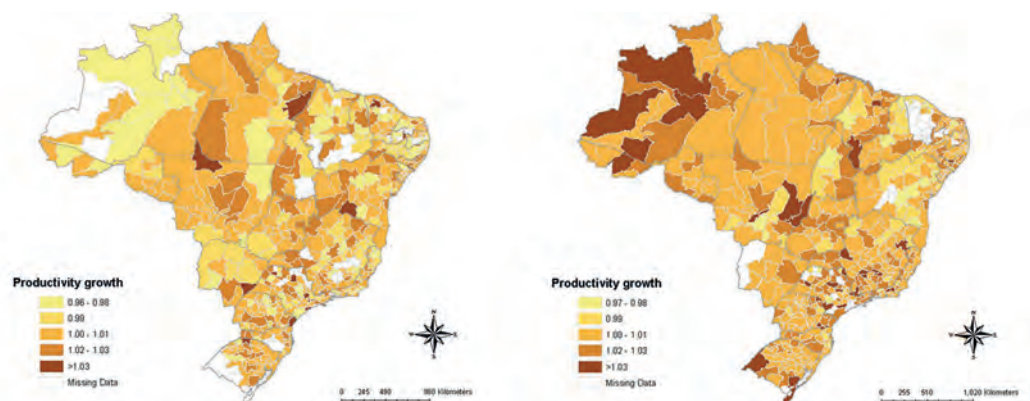 Productivity growth
0.96 - 0.98
0.99
1.00 - 1.01
1.02 - 1.03
>1.03
Missing Data
0 245 490 980 Kilometers
Productivity growth
0.97 - 0.98
0.99
1.00 - 1.01
1.02 - 1.03
>1.03
Missing Data
0 255 510 1,020 Kilometers